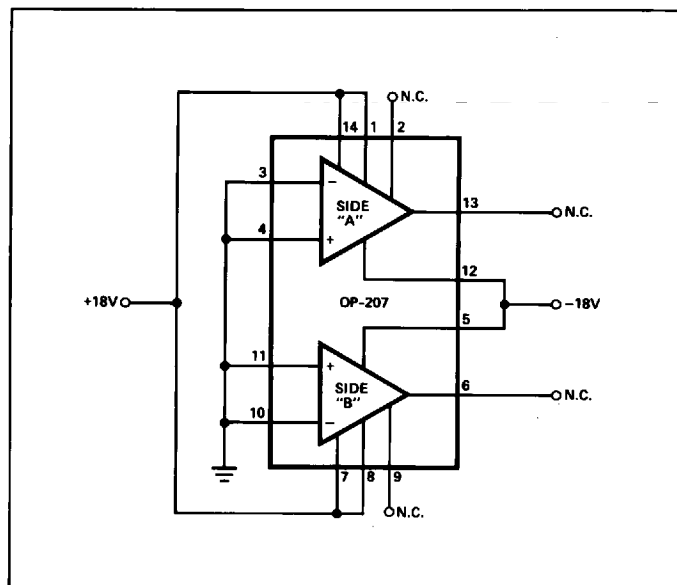 N.C.
14 1 2
3
SIDE
"A"
−
+
4
13
N.C.
12
+18V
OP-207
−18V
5
11
+
SIDE
"B"
−
10
6
N.C.
7 8 9
N.C.